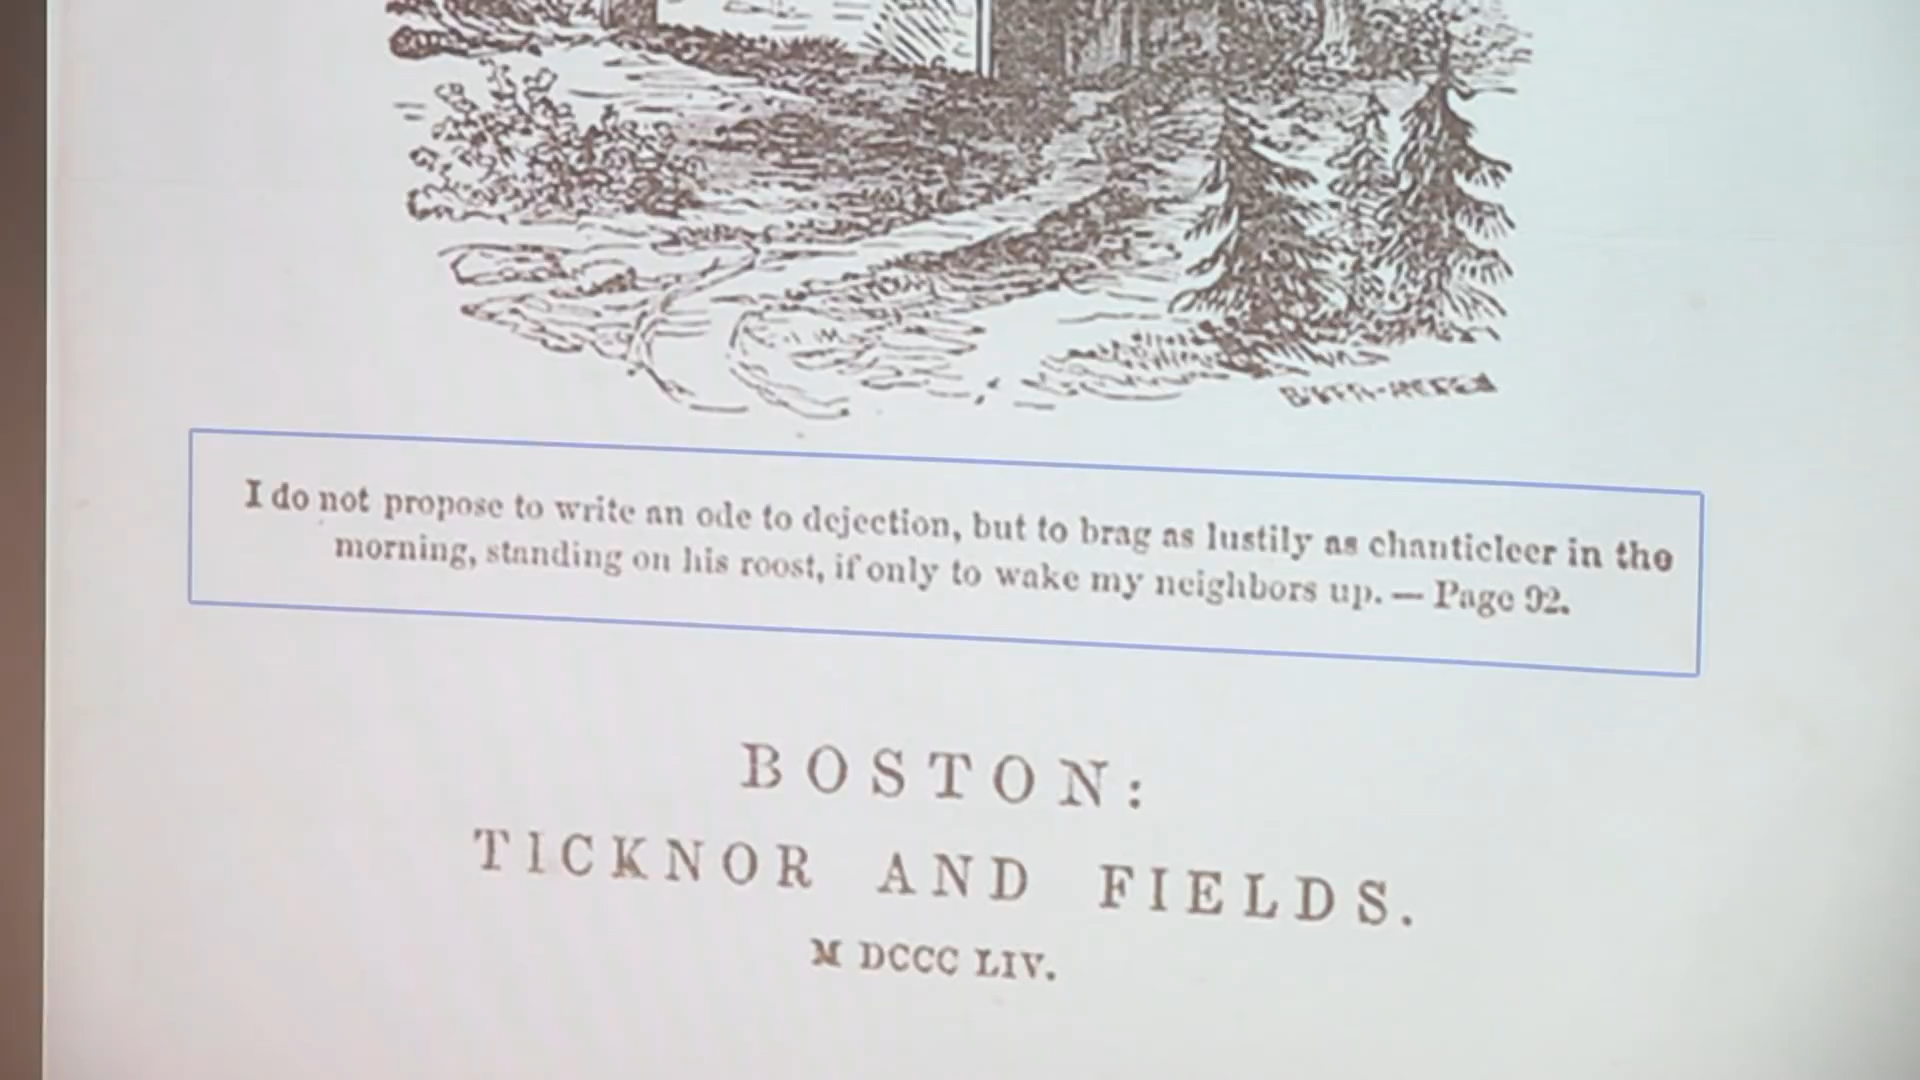 I do not propose to write an ode to dejection, but to brag as lustily as chanticleer in the
morning, standing on his roost, if only to wake my neighbors up. — Page 92.
BOSTON:
TICKNOR AND FIELDS.
M DCCC LIV.